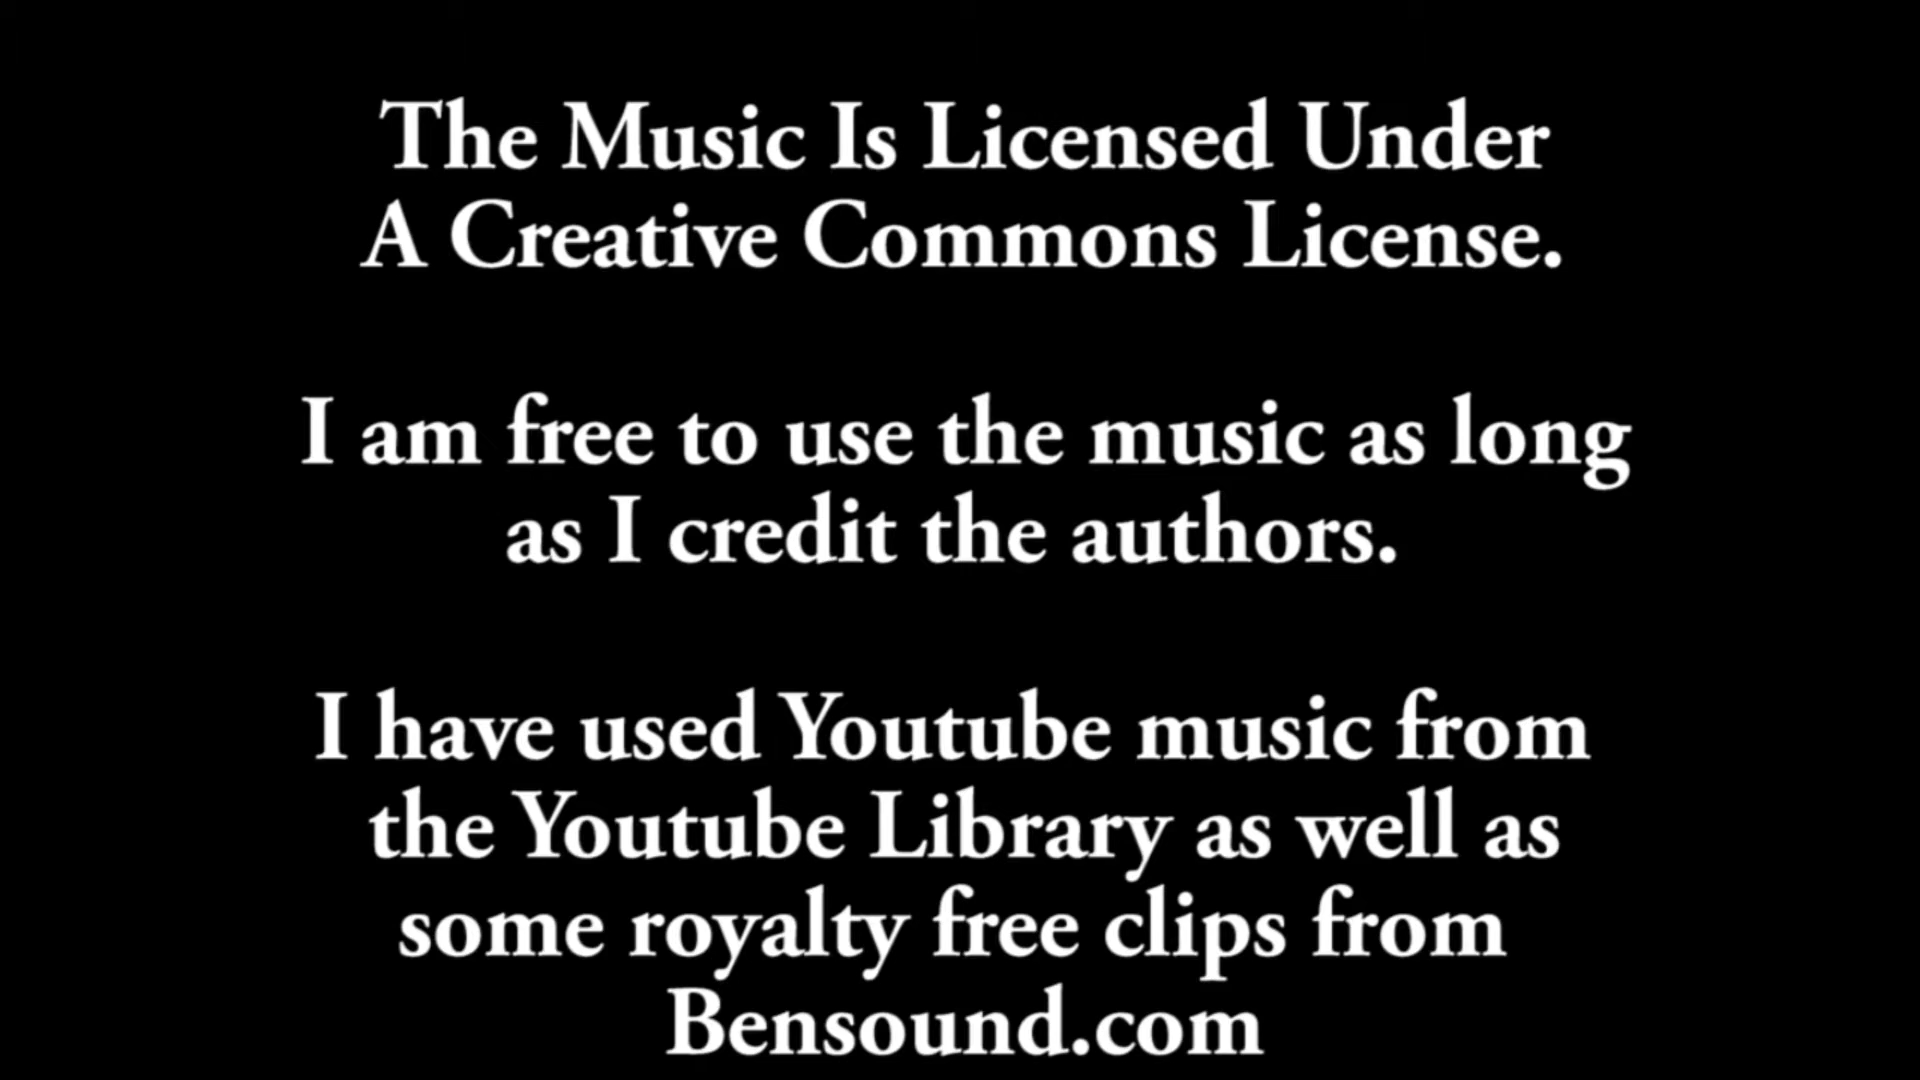 The Music Is Licensed Under
A Creative Commons License.
I am free to use the music as long
as I credit the authors.
I have used Youtube music from
the Youtube Library as well as
some royalty free clips from
Bensound.com